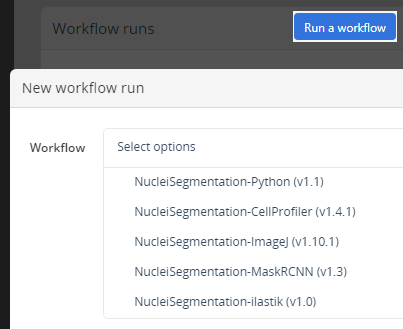 Workflow runs
Run a workflow
New workflow run
Workflow
Select options
NucleiSegmentation-Python (v1.1)
NucleiSegmentation-CellProfiler (v1.4.1)
NucleiSegmentation-ImageJ (v1.10.1)
NucleiSegmentation-MaskRCNN (v1.3)
NucleiSegmentation-ilastik (v1.0)